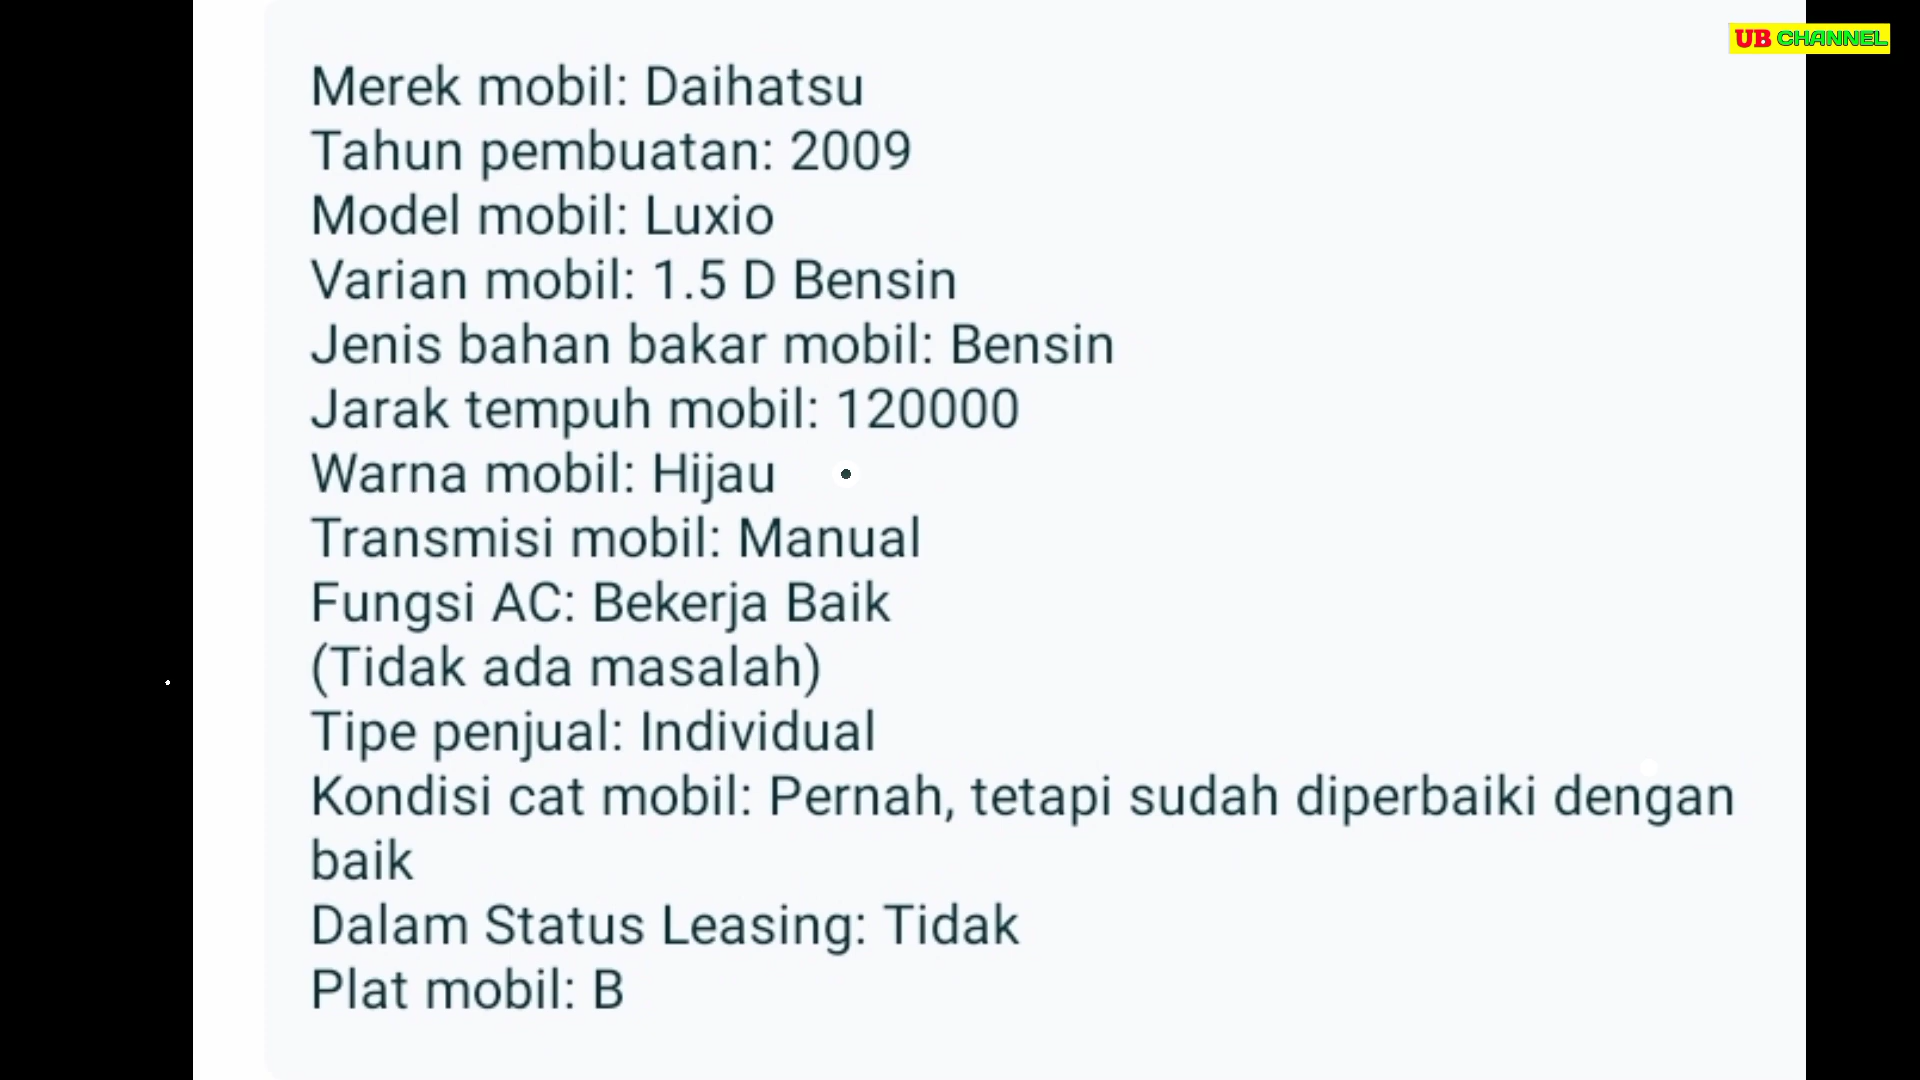 UB CHANNEL
Merek mobil: Daihatsu
Tahun pembuatan: 2009
Model mobil: Luxio
Varian mobil: 1.5 D Bensin
Jenis bahan bakar mobil: Bensin
Jarak tempuh mobil: 120000
Warna mobil: Hijau
Transmisi mobil: Manual
Fungsi AC: Bekerja Baik
(Tidak ada masalah)
Tipe penjual: Individual
Kondisi cat mobil: Pernah, tetapi sudah diperbaiki dengan
baik
Dalam Status Leasing: Tidak
Plat mobil: B